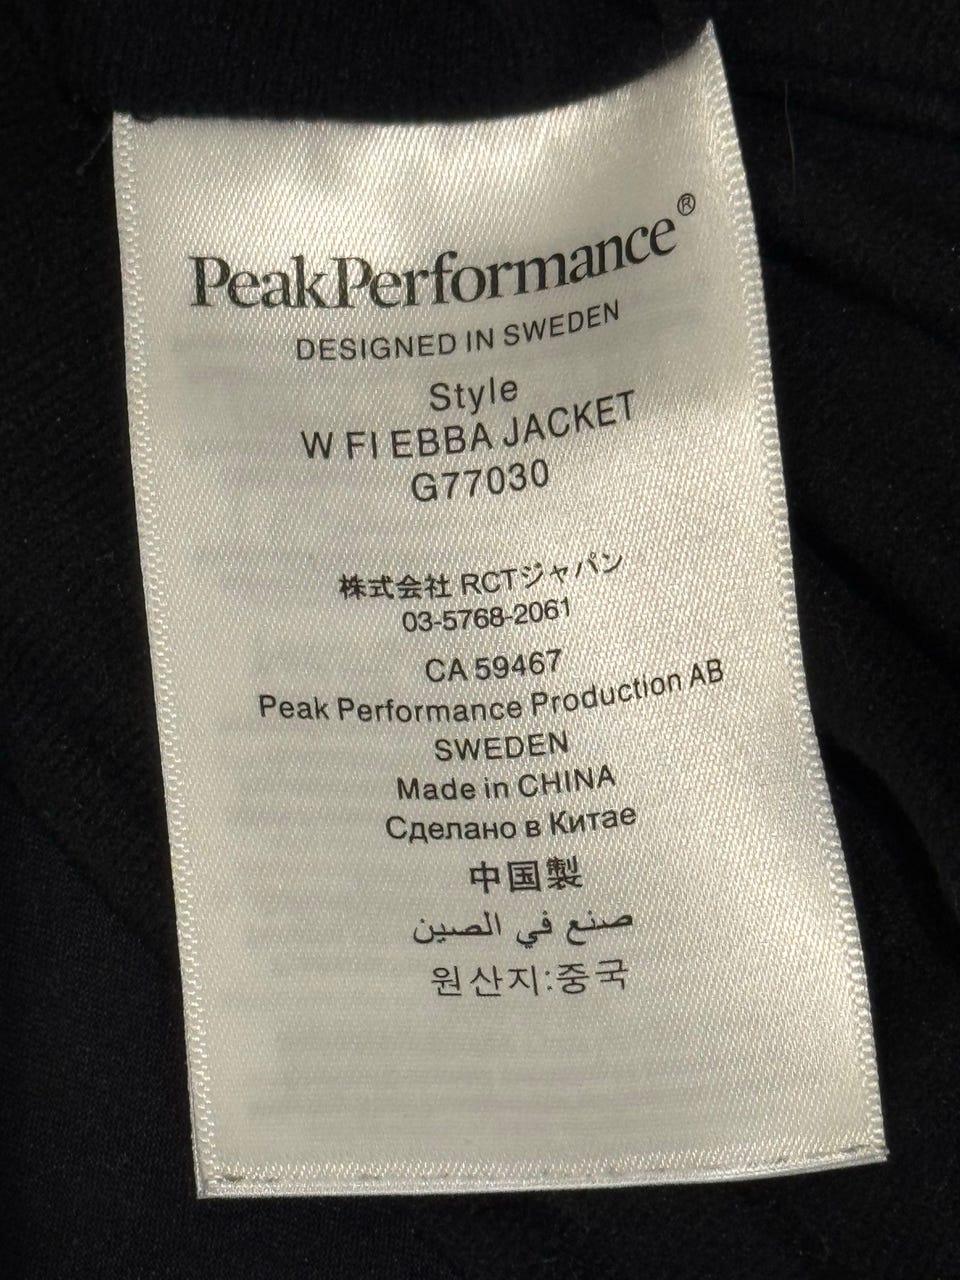 PeakPerformance®
DESIGNED IN SWEDEN
Style
W FI EBBA JACKET
G77030
株式会社 RCTジャパン
03-5768-2061
CA 59467
Peak Performance Production AB
SWEDEN
Made in CHINA
Сделано в Китае
中国製
صنع في الصين
원산지:중국